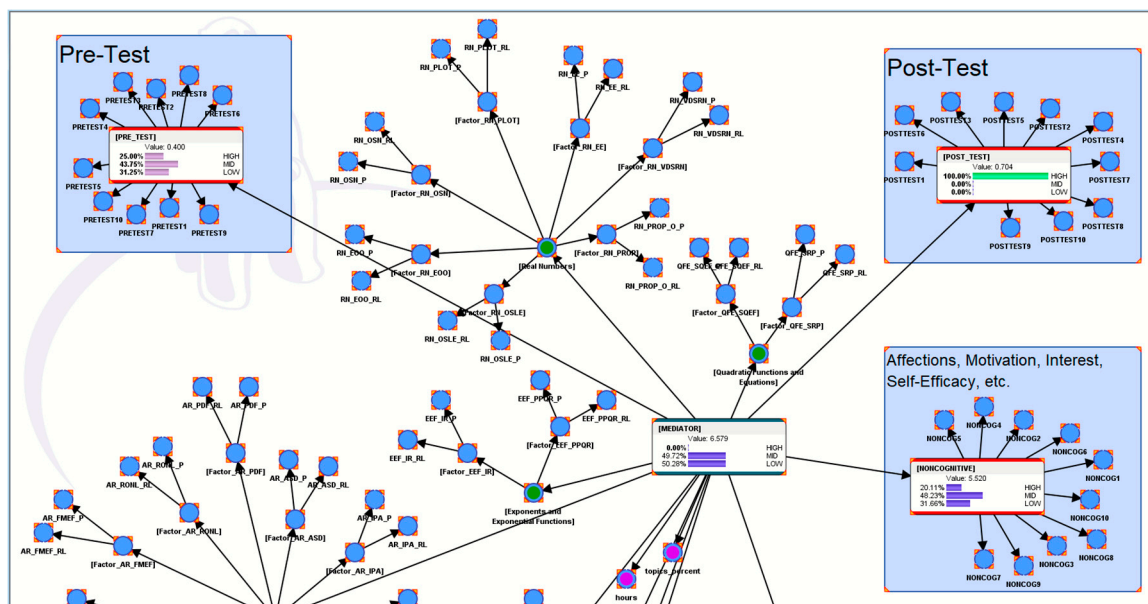 Pre-Test
PRETEST3
PRETEST2
PRETEST8
PRETEST6
PRETEST4
[PRE_TEST]
Value: 0.400
25.00% HIGH
43.75% MID
31.25% LOW
PRETEST5
PRETEST10
PRETEST7
PRETEST1
PRETEST9
RN_PLOT_RL
RN_PLOT_P
[Factor_RN_PLOT]
RN_EE_P
RN_EE_RL
[Factor_RN_EE]
RN_VDSRN_P
RN_VDSRN_RL
[Factor_RN_VDSRN]
RN_OSN_RL
RN_OSN_P
[Factor_RN_OSN]
RN_EOO_P
RN_EOO_RL
[Factor_RN_EOO]
[Real Numbers]
RN_PROP_O_P
[Factor_RN_PROP]
RN_PROP_O_RL
[Factor_RN_OSLE]
RN_OSLE_RL
RN_OSLE_P
QFE_SQEF_P
QFE_SQEF_RL
[Factor_QFE_SQEF]
QFE_SRP_P
QFE_SRP_RL
[Factor_QFE_SRP]
[Quadratic Functions and
Equations]
Post-Test
POSTTEST3
POSTTEST5
POSTTEST2
POSTTEST6
POSTTEST4
[POST_TEST]
Value: 0.704
100.00% HIGH
0.00% MID
0.00% LOW
POSTTEST1
POSTTEST7
POSTTEST8
POSTTEST9
POSTTEST10
Affections, Motivation, Interest,
Self-Efficacy, etc.
NONCOG5
NONCOG4
NONCOG2
NONCOG6
[NONCOGNITIVE]
Value: 5.520
20.11% HIGH
48.23% MID
31.66% LOW
NONCOG1
NONCOG10
NONCOG8
NONCOG3
NONCOG7
NONCOG9
[MEDIATOR]
Value: 6.579
0.00% HIGH
49.72% MID
50.28% LOW
EEF_IR_P
EEF_IR_RL
[Factor_EEF_IR]
EEF_PPQR_P
EEF_PPQR_RL
[Factor_EEF_PPQR]
[Exponents and
Exponential Functions]
AR_PDF_RL
AR_PDF_P
[Factor_AR_PDF]
AR_RONL_P
AR_RONL_RL
[Factor_AR_RONL]
AR_ASD_P
AR_ASD_RL
[Factor_AR_ASD]
AR_FMEF_P
AR_FMEF_RL
[Factor_AR_FMEF]
AR_IPA_P
AR_IPA_RL
[Factor_AR_IPA]
topics_percent
hours